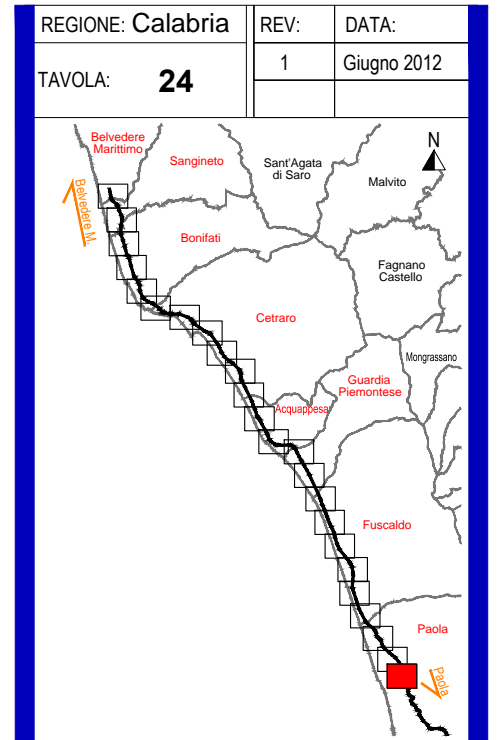 REGIONE: Calabria
REV:
DATA:
TAVOLA: 24
1
Giugno 2012
N
Belvedere
Marittimo
Sangineto
Sant'Agata
di Saro
Malvito
Belvedere M.
Bonifati
Fagnano
Castello
Cetraro
Mongrassano
Guardia
Piemontese
Acquappesa
Fuscaldo
Paola
Paola